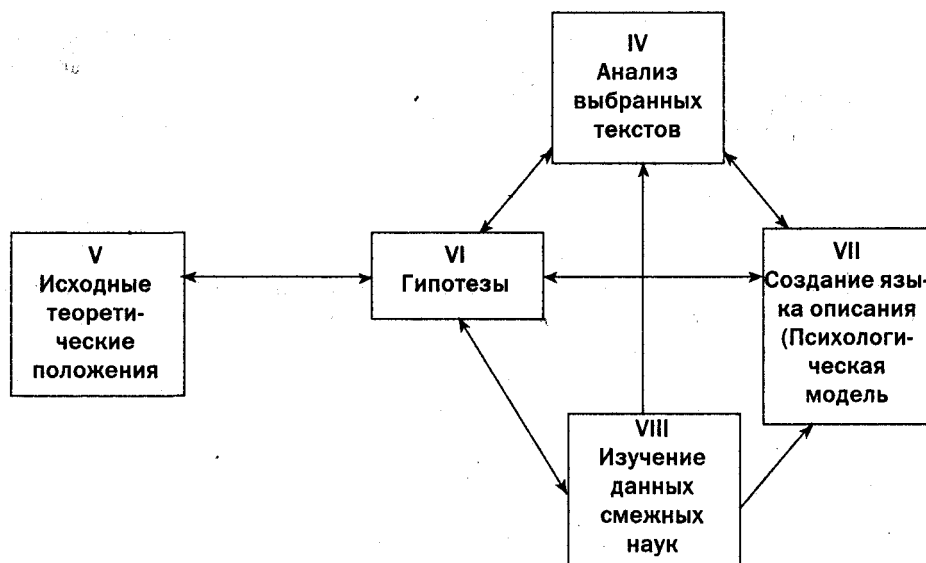 IV
Анализ
выбранных
текстов
V
Исходные
теорети-
ческие
положения
VI
Гипотезы
VII
Создание язы-
ка описания
(Психологи-
ческая
модель
VIII
Изучение
данных
смежных
наук